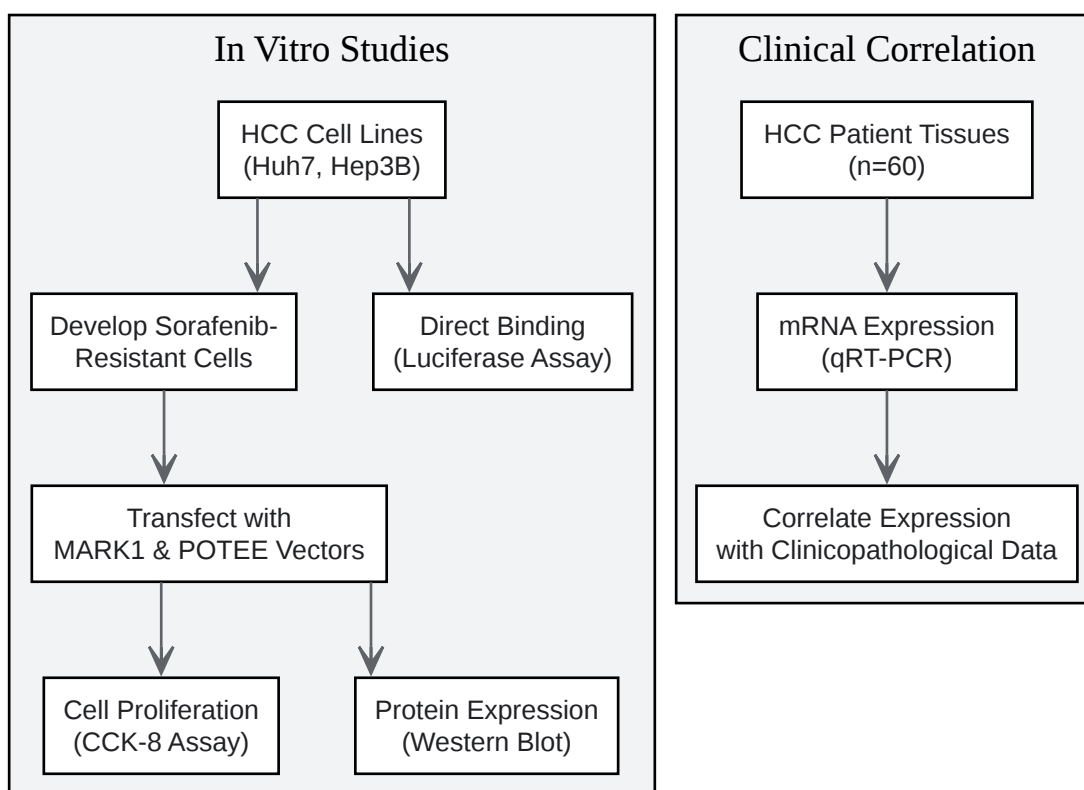 In Vitro Studies
HCC Cell Lines
(Huh7, Hep3B)
Develop Sorafenib-
Resistant Cells
Direct Binding
(Luciferase Assay)
Transfect with
MARK1 & POTEE Vectors
Cell Proliferation
(CCK-8 Assay)
Protein Expression
(Western Blot)
Clinical Correlation
HCC Patient Tissues
(n=60)
mRNA Expression
(qRT-PCR)
Correlate Expression
with Clinicopathological Data